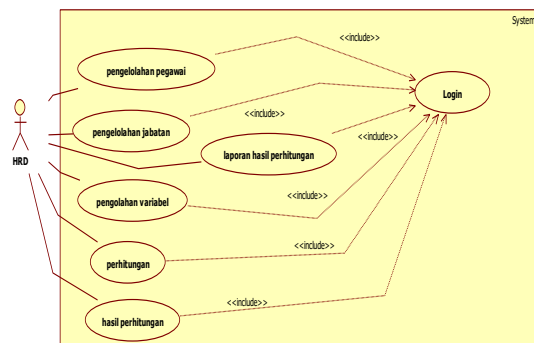 System
<<include>>
pengelolahan pegawai
Login
<<include>>
pengelolahan jabatan
<<include>>
laporan hasil perhitungan
HRD
<<include>>
pengolahan variabel
<<include>>
perhitungan
<<include>>
hasil perhitungan